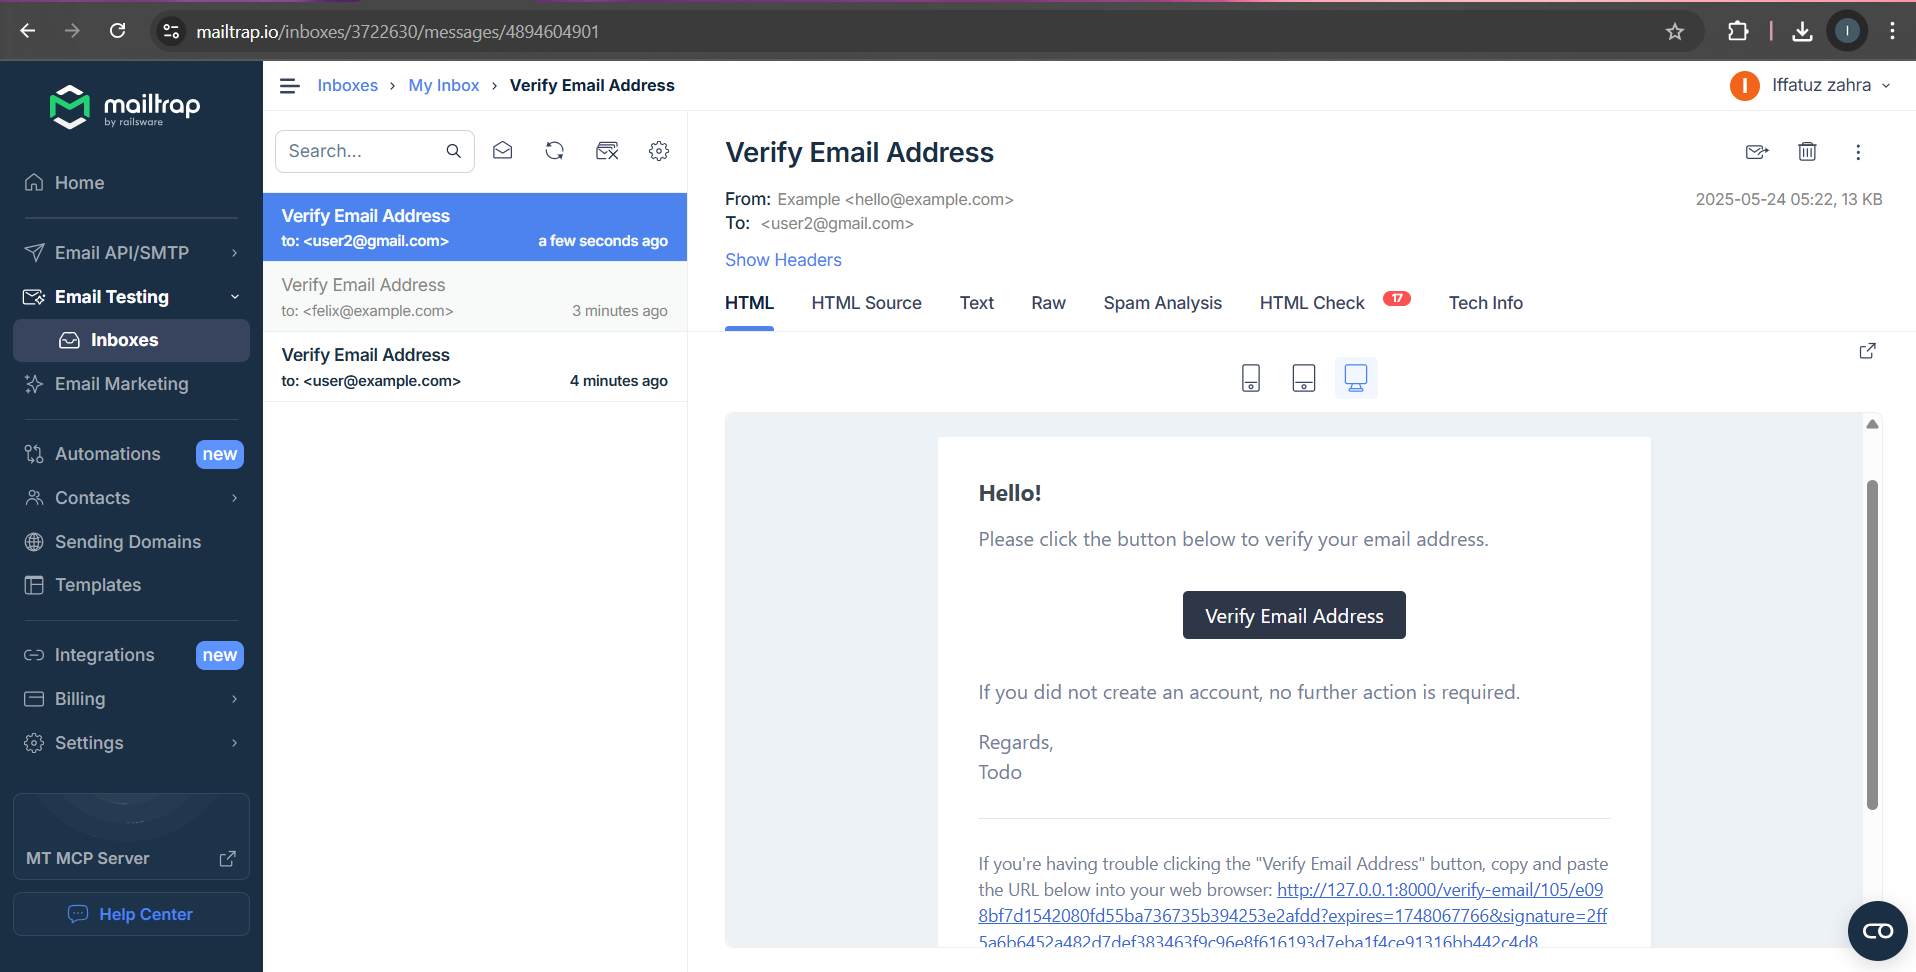 mailtrap.io/inboxes/3722630/messages/4894604901
I
mailtrap
by railsware
Home
Email API/SMTP
Email Testing
Inboxes
Email Marketing
Automations new
Contacts
Sending Domains
Templates
Integrations new
Billing
Settings
MT MCP Server
Help Center
Inboxes › My Inbox › Verify Email Address
I Iffatuz zahra
Search...
Verify Email Address
to: <user2@gmail.com> a few seconds ago
Verify Email Address
to: <felix@example.com> 3 minutes ago
Verify Email Address
to: <user@example.com> 4 minutes ago
Verify Email Address
From: Example <hello@example.com> 2025-05-24 05:22, 13 KB
To: <user2@gmail.com>
Show Headers
HTML HTML Source Text Raw Spam Analysis HTML Check 17 Tech Info
Hello!
Please click the button below to verify your email address.
Verify Email Address
If you did not create an account, no further action is required.
Regards,
Todo
If you're having trouble clicking the "Verify Email Address" button, copy and paste
the URL below into your web browser: http://127.0.0.1:8000/verify-email/105/e09
8bf7d1542080fd55ba736735b394253e2afdd?expires=1748067766&signature=2ff
5a6b6452a482d7def383463f9c96e8f616193d7eba1f4ce91316bb442c4d8